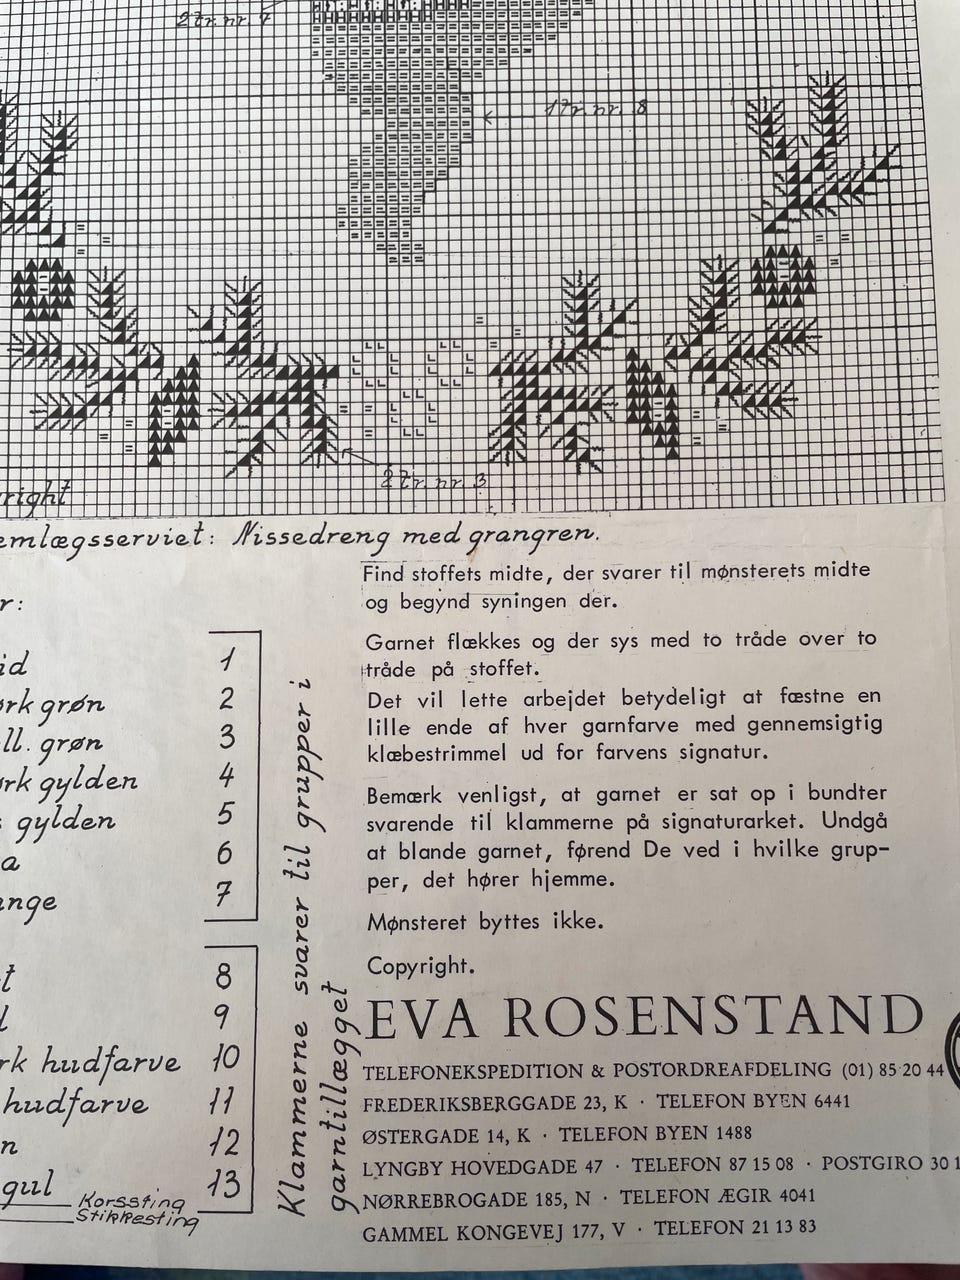 2 tr. nr. 7
1 tr. nr. 8
2 tr. nr. 3
right
emlægsserviet: Nissedreng med grangren.
r:
id 1
ørk grøn 2
ll. grøn 3
ørk gylden 4
gylden 5
a 6
ange 7
t 8
9
rk hudfarve 10
hudfarve 11
n 12
gul 13
Korssting
Stikkesting
Klammerne svarer til grupper i
garntillægget
Find stoffets midte, der svarer til mønsterets midte
og begynd syningen der.
Garnet flækkes og der sys med to tråde over to
tråde på stoffet.
Det vil lette arbejdet betydeligt at fæstne en
lille ende af hver garnfarve med gennemsigtig
klæbestrimmel ud for farvens signatur.
Bemærk venligst, at garnet er sat op i bundter
svarende til klammerne på signaturarket. Undgå
at blande garnet, førend De ved i hvilke grup-
per, det hører hjemme.
Mønsteret byttes ikke.
Copyright.
EVA ROSENSTAND
TELEFONEKSPEDITION & POSTORDREAFDELING (01) 85 20 44
FREDERIKSBERGGADE 23, K · TELEFON BYEN 6441
ØSTERGADE 14, K · TELEFON BYEN 1488
LYNGBY HOVEDGADE 47 · TELEFON 87 15 08 · POSTGIRO 30 1
NØRREBROGADE 185, N · TELEFON ÆGIR 4041
GAMMEL KONGEVEJ 177, V · TELEFON 21 13 83